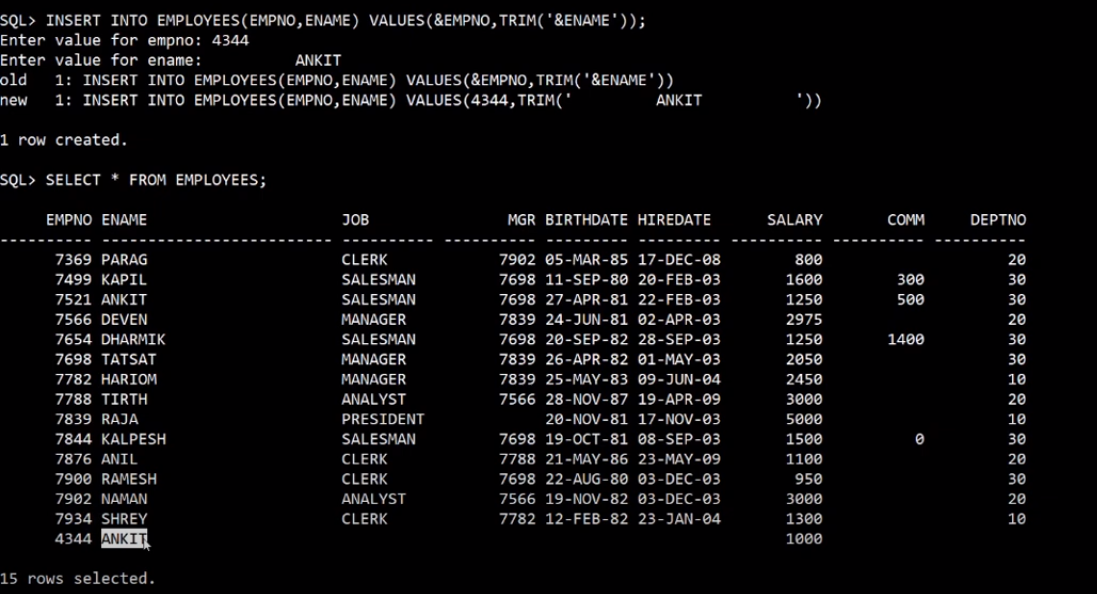 SQL> INSERT INTO EMPLOYEES(EMPNO,ENAME) VALUES(&EMPNO,TRIM('&ENAME'));
Enter value for empno: 4344
Enter value for ename:          ANKIT
old   1: INSERT INTO EMPLOYEES(EMPNO,ENAME) VALUES(&EMPNO,TRIM('&ENAME'))
new   1: INSERT INTO EMPLOYEES(EMPNO,ENAME) VALUES(4344,TRIM('         ANKIT          '))
1 row created.
SQL> SELECT * FROM EMPLOYEES;
     EMPNO ENAME                     JOB               MGR BIRTHDATE HIREDATE      SALARY       COMM     DEPTNO
---------- ------------------------- ---------- ---------- --------- --------- ---------- ---------- ----------
      7369 PARAG                     CLERK            7902 05-MAR-85 17-DEC-08        800                    20
      7499 KAPIL                     SALESMAN         7698 11-SEP-80 20-FEB-03       1600        300         30
      7521 ANKIT                     SALESMAN         7698 27-APR-81 22-FEB-03       1250        500         30
      7566 DEVEN                     MANAGER          7839 24-JUN-81 02-APR-03       2975                    20
      7654 DHARMIK                   SALESMAN         7698 20-SEP-82 28-SEP-03       1250       1400         30
      7698 TATSAT                    MANAGER          7839 26-APR-82 01-MAY-03       2050                    30
      7782 HARIOM                    MANAGER          7839 25-MAY-83 09-JUN-04       2450                    10
      7788 TIRTH                     ANALYST          7566 28-NOV-87 19-APR-09       3000                    20
      7839 RAJA                      PRESIDENT             20-NOV-81 17-NOV-03       5000                    10
      7844 KALPESH                   SALESMAN         7698 19-OCT-81 08-SEP-03       1500          0         30
      7876 ANIL                      CLERK            7788 21-MAY-86 23-MAY-09       1100                    20
      7900 RAMESH                    CLERK            7698 22-AUG-80 03-DEC-03        950                    30
      7902 NAMAN                     ANALYST          7566 19-NOV-82 03-DEC-03       3000                    20
      7934 SHREY                     CLERK            7782 12-FEB-82 23-JAN-04       1300                    10
      4344 ANKIT                                                                     1000
15 rows selected.